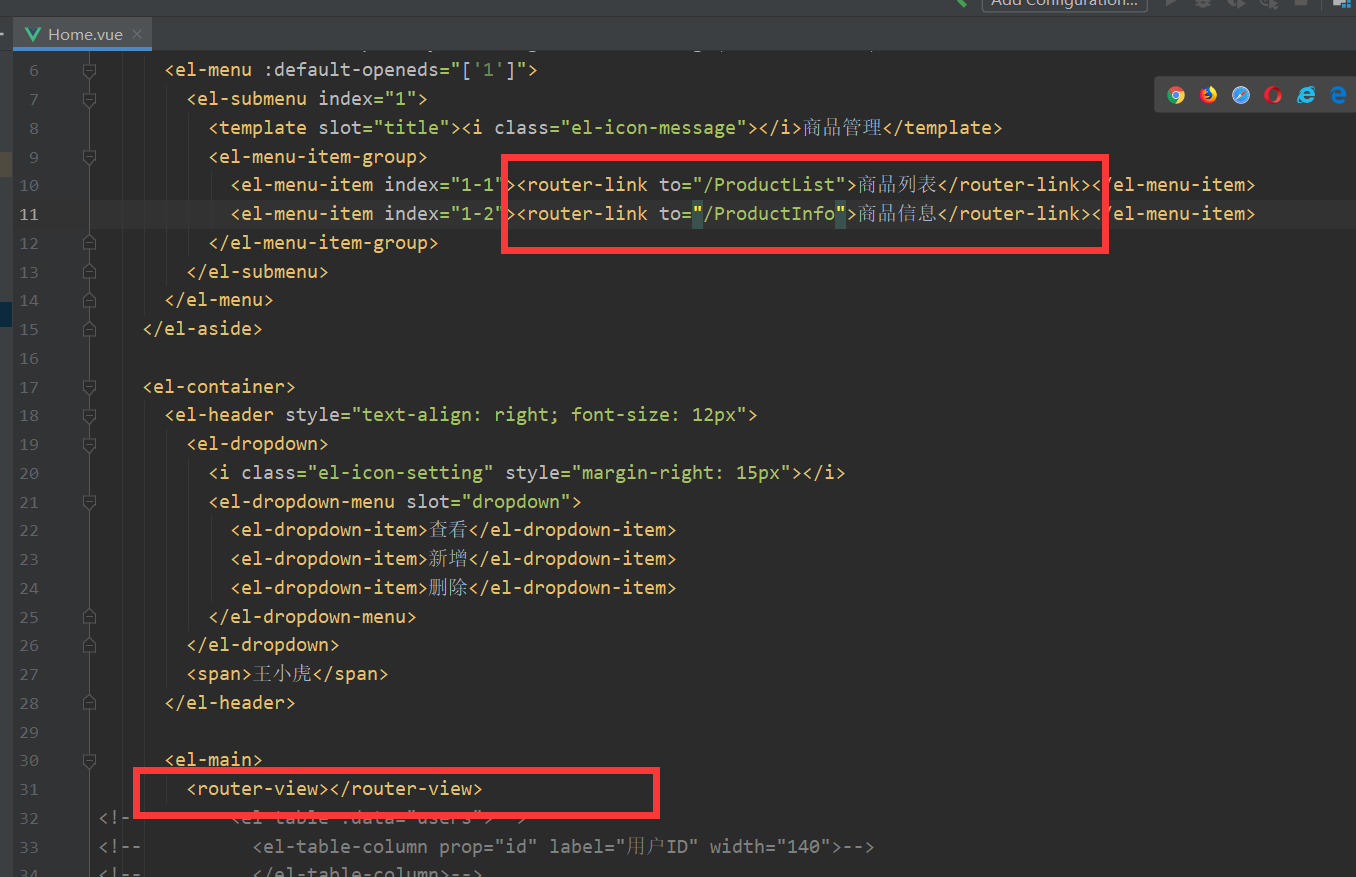 Add Configuration...
Home.vue
6 <el-menu :default-openeds="['1']">
7 <el-submenu index="1">
8 <template slot="title"><i class="el-icon-message"></i>商品管理</template>
9 <el-menu-item-group>
10 <el-menu-item index="1-1"><router-link to="/ProductList">商品列表</router-link></el-menu-item>
11 <el-menu-item index="1-2"><router-link to="/ProductInfo">商品信息</router-link></el-menu-item>
12 </el-menu-item-group>
13 </el-submenu>
14 </el-menu>
15 </el-aside>
16
17 <el-container>
18 <el-header style="text-align: right; font-size: 12px">
19 <el-dropdown>
20 <i class="el-icon-setting" style="margin-right: 15px"></i>
21 <el-dropdown-menu slot="dropdown">
22 <el-dropdown-item>查看</el-dropdown-item>
23 <el-dropdown-item>新增</el-dropdown-item>
24 <el-dropdown-item>删除</el-dropdown-item>
25 </el-dropdown-menu>
26 </el-dropdown>
27 <span>王小虎</span>
28 </el-header>
29
30 <el-main>
31 <router-view></router-view>
32 <!-- <el-table :data="users">
33 <!-- <el-table-column prop="id" label="用户ID" width="140">-->
34 <!-- </el-table-column>-->